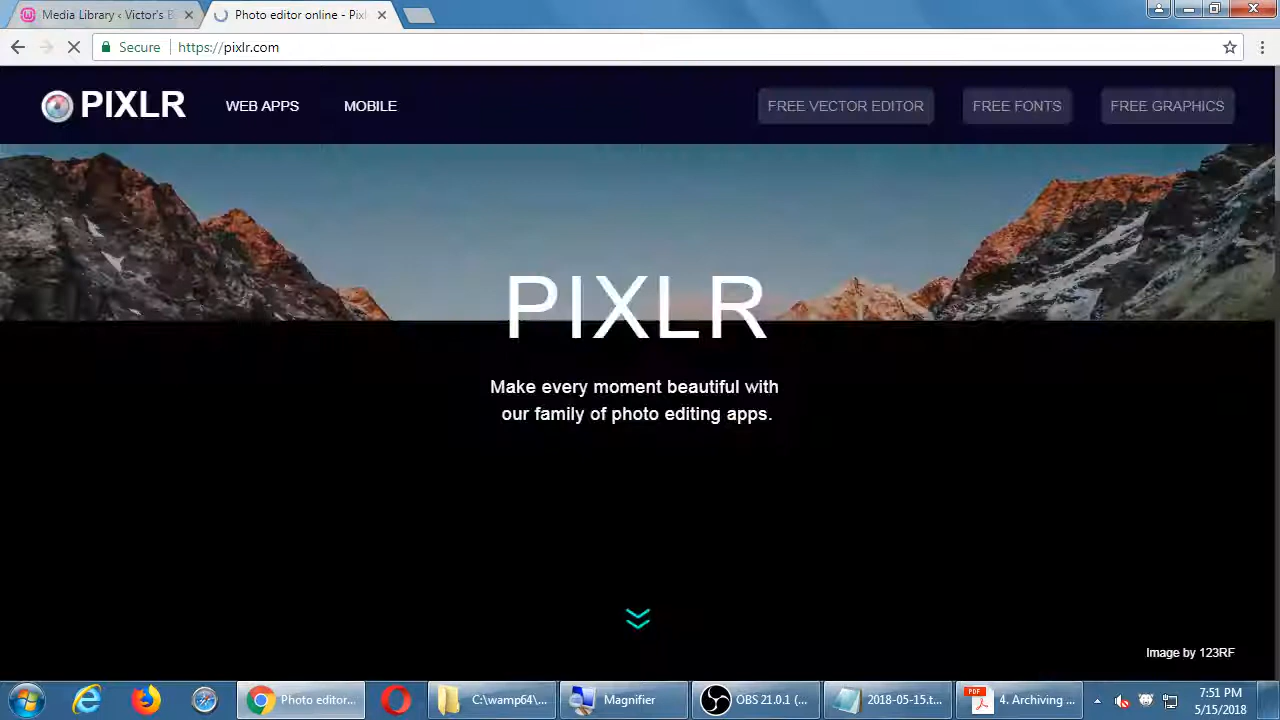 Media Library ‹ Victor's B
Photo editor online - Pixl
Secure
https://pixlr.com
PIXLR
WEB APPS
MOBILE
FREE VECTOR EDITOR
FREE FONTS
FREE GRAPHICS
PIXLR
Make every moment beautiful with
our family of photo editing apps.
Image by 123RF
Photo editor...
C:\wamp64\...
Magnifier
OBS 21.0.1 (...
2018-05-15.t...
PDF
4. Archiving ...
7:51 PM
5/15/2018